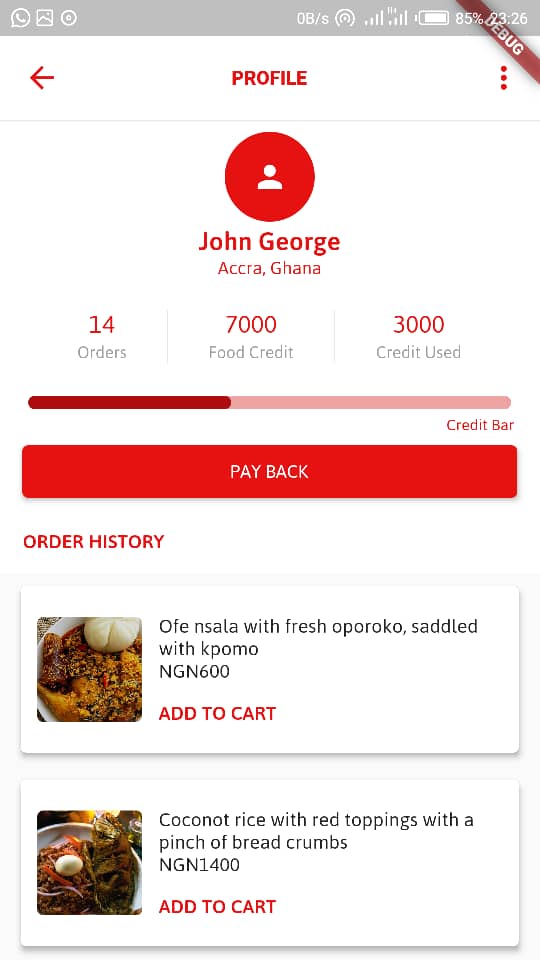 0B/s 85% 23:26
DEBUG
PROFILE
John George
Accra, Ghana
14 7000 3000
Orders Food Credit Credit Used
Credit Bar
PAY BACK
ORDER HISTORY
Ofe nsala with fresh oporoko, saddled
with kpomo
NGN600
ADD TO CART
Coconot rice with red toppings with a
pinch of bread crumbs
NGN1400
ADD TO CART